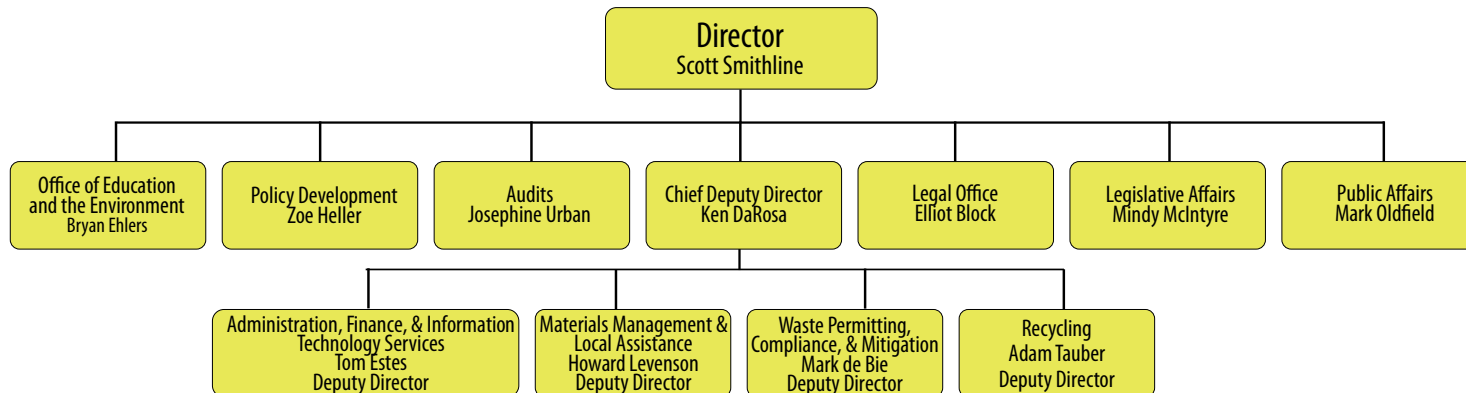 Director
Scott Smithline
Office of Education
and the Environment
Bryan Ehlers
Policy Development
Zoe Heller
Audits
Josephine Urban
Chief Deputy Director
Ken DaRosa
Legal Office
Elliot Block
Legislative Affairs
Mindy McIntyre
Public Affairs
Mark Oldfield
Administration, Finance, & Information
Technology Services
Tom Estes
Deputy Director
Materials Management &
Local Assistance
Howard Levenson
Deputy Director
Waste Permitting,
Compliance, & Mitigation
Mark de Bie
Deputy Director
Recycling
Adam Tauber
Deputy Director